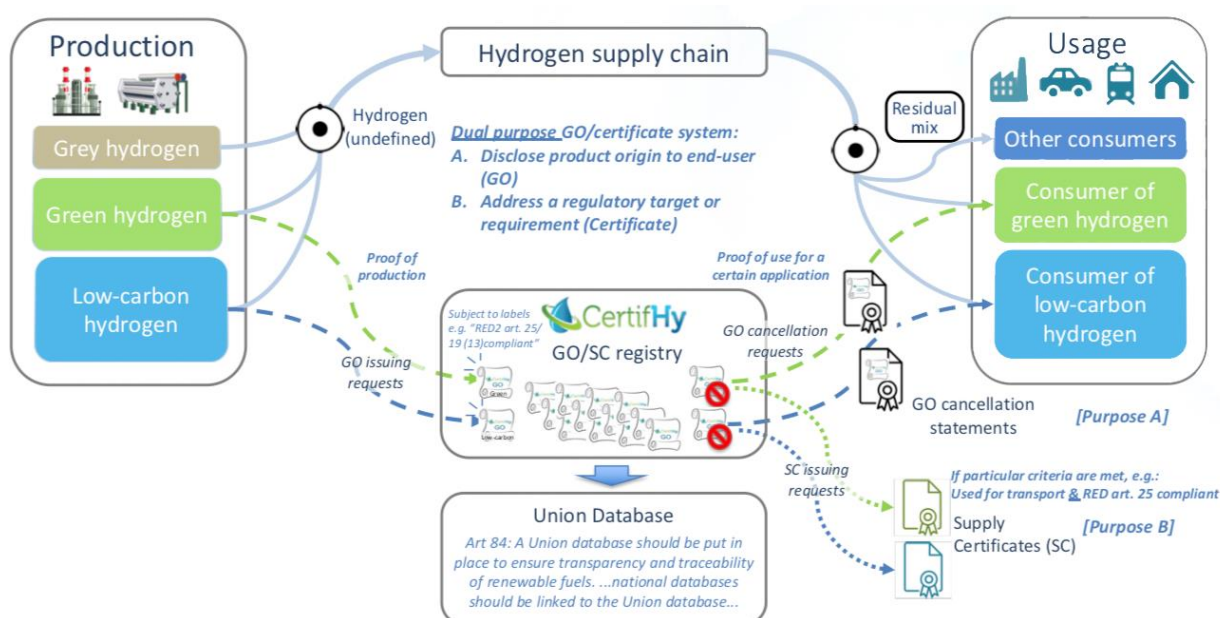 Production
Grey hydrogen
Green hydrogen
Low-carbon
hydrogen
Hydrogen supply chain
Hydrogen
(undefined)
Dual purpose GO/certificate system:
A. Disclose product origin to end-user
(GO)
B. Address a regulatory target or
requirement (Certificate)
Usage
Residual
mix
Other consumers
Consumer of
green hydrogen
Consumer of
low-carbon
hydrogen
Proof of
production
GO issuing
requests
Subject to labels
e.g. "RED2 art. 25/
19 (13)compliant"
CertifHy
GO/SC registry
GO
Green
GO
Low-carbon
Proof of use for a
certain application
GO cancellation
requests
GO cancellation
statements
[Purpose A]
SC issuing
requests
If particular criteria are met, e.g.:
Used for transport & RED art. 25 compliant
Supply
Certificates (SC)
[Purpose B]
Union Database
Art 84: A Union database should be put in
place to ensure transparency and traceability
of renewable fuels. ...national databases
should be linked to the Union database...